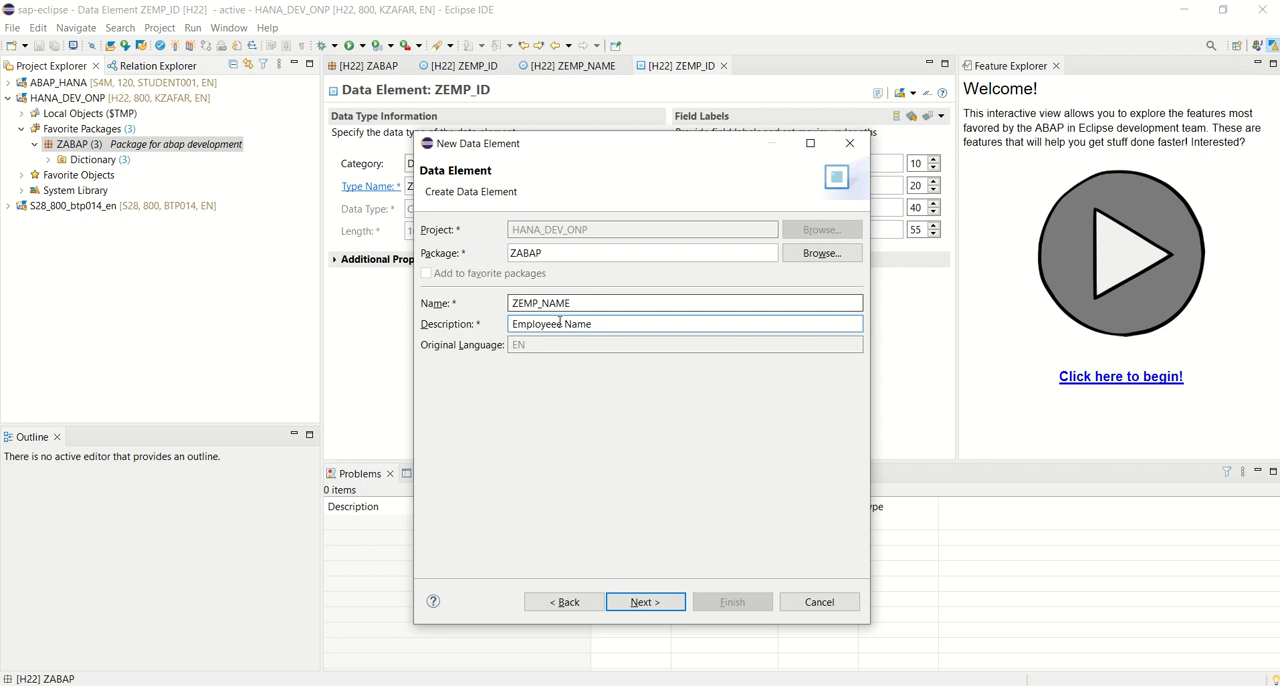 sap-eclipse - Data Element ZEMP_ID [H22] - active - HANA_DEV_ONP [H22, 800, KZAFAR, EN] - Eclipse IDE
File Edit Navigate Search Project Run Window Help
Project Explorer Relation Explorer
[H22] ZABAP [H22] ZEMP_ID [H22] ZEMP_NAME [H22] ZEMP_ID
Feature Explorer
ABAP_HANA [S4M, 120, STUDENT001, EN]
HANA_DEV_ONP [H22, 800, KZAFAR, EN]
Local Objects ($TMP)
Favorite Packages (3)
ZABAP (3) Package for abap development
Dictionary (3)
Favorite Objects
System Library
S28_800_btp014_en [S28, 800, BTP014, EN]
Outline
There is no active editor that provides an outline.
Data Element: ZEMP_ID
Data Type Information
Field Labels
Category:
Type Name: *
Data Type: *
Length: *
Additional Prop
10
20
40
55
New Data Element
Data Element
Create Data Element
Project: * HANA_DEV_ONP Browse...
Package: * ZABAP Browse...
Add to favorite packages
Name: * ZEMP_NAME
Description: * Employeee Name
Original Language: EN
< Back Next > Finish Cancel
Problems
0 items
Description
ype
Welcome!
This interactive view allows you to explore the features most
favored by the ABAP in Eclipse development team. These are
features that will help you get stuff done faster! Interested?
Click here to begin!
[H22] ZABAP